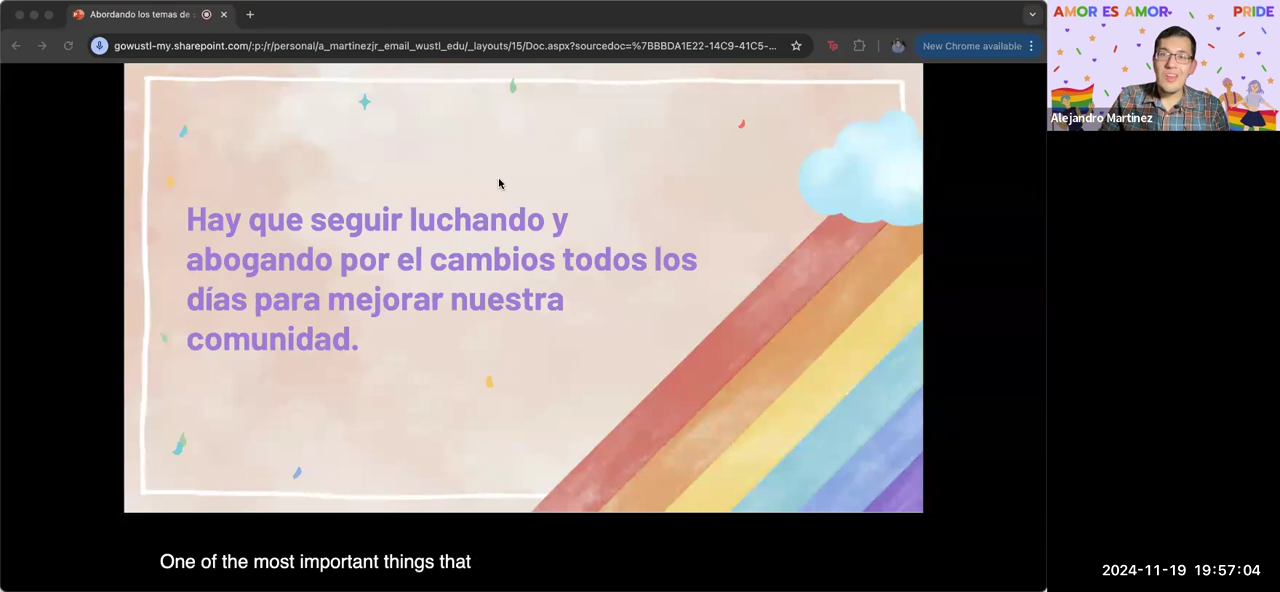 Abordando los temas de s
gowustl-my.sharepoint.com/:p:/r/personal/a_martinezjr_email_wustl_edu/_layouts/15/Doc.aspx?sourcedoc=%7BBBDA1E22-14C9-41C5-...
New Chrome available
AMOR ES AMOR PRIDE
Alejandro Martinez
Hay que seguir luchando y
abogando por el cambios todos los
días para mejorar nuestra
comunidad.
One of the most important things that
2024-11-19 19:57:04